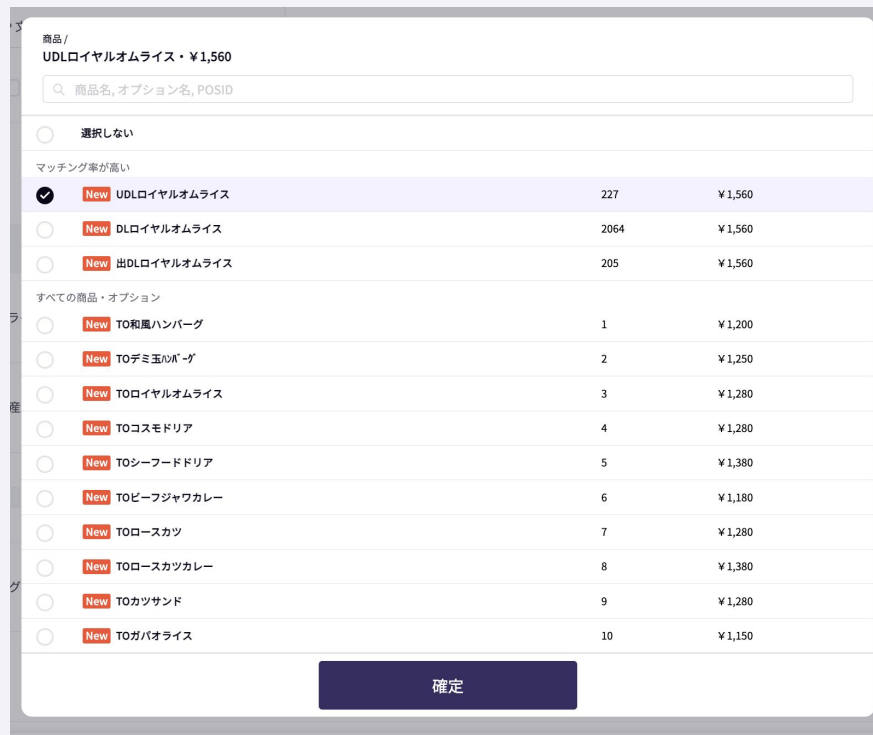 商品 /
UDLロイヤルオムライス・¥1,560
商品名, オプション名, POSID
選択しない
マッチング率が高い
New UDLロイヤルオムライス 227 ¥1,560
New DLロイヤルオムライス 2064 ¥1,560
New 出DLロイヤルオムライス 205 ¥1,560
すべての商品・オプション
New TO和風ハンバーグ 1 ¥1,200
New TOデミ玉ﾊﾝﾊﾞｰｸﾞ 2 ¥1,250
New TOロイヤルオムライス 3 ¥1,280
New TOコスモドリア 4 ¥1,280
New TOシーフードドリア 5 ¥1,380
New TOビーフジャワカレー 6 ¥1,180
New TOロースカツ 7 ¥1,280
New TOロースカツカレー 8 ¥1,380
New TOカツサンド 9 ¥1,280
New TOガパオライス 10 ¥1,150
確定